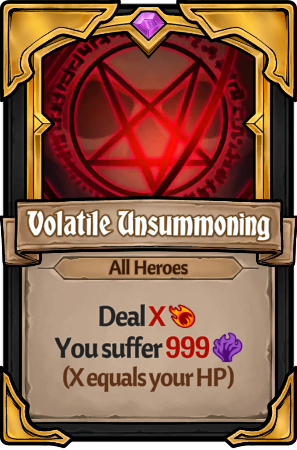 Volatile Unsummoning
All Heroes
Deal X
You suffer 999
(X equals your HP)